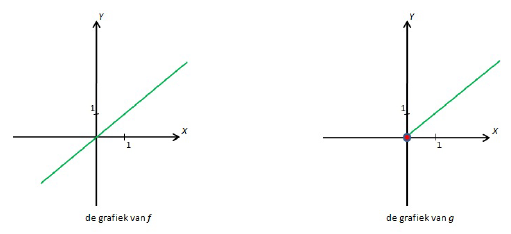 Y
1
X
1
de grafiek van f
Y
1
X
1
de grafiek van g